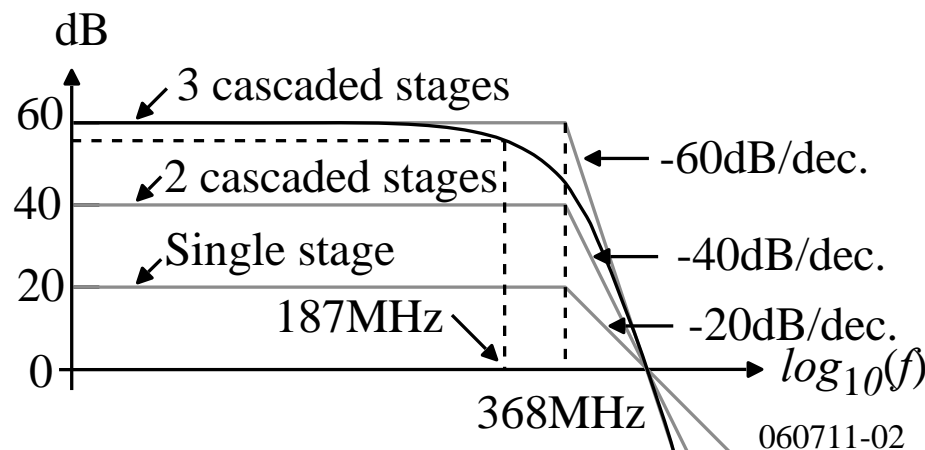 dB
3 cascaded stages
60
-60dB/dec.
2 cascaded stages
40
Single stage
-40dB/dec.
20
187MHz
-20dB/dec.
0
log10(f)
368MHz
060711-02